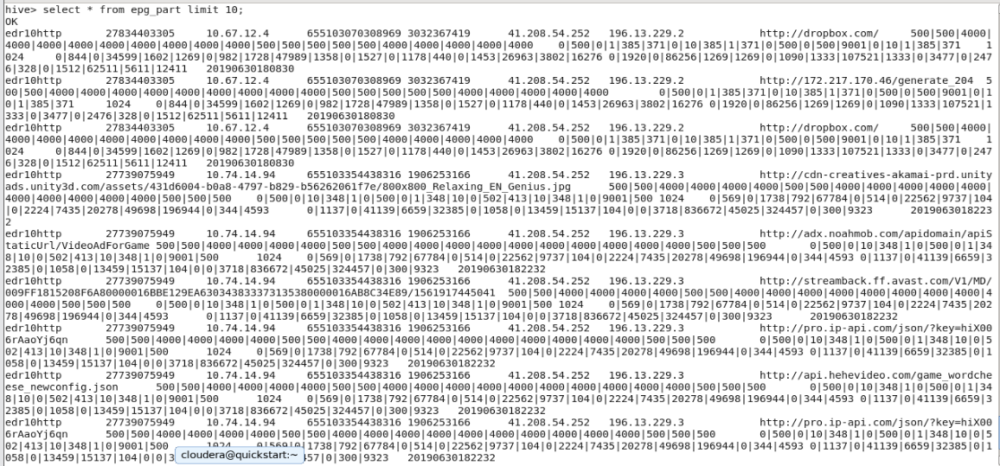 hive> select * from epg_part limit 10;
OK
edr10http 27834403305 10.67.12.4 655103070308969 3032367419 41.208.54.252 196.13.229.2 http://dropbox.com/ 500|500|4000|
4000|4000|4000|4000|4000|4000|4000|500|500|500|500|500|500|4000|4000|4000|4000|4000 0|500|0|1|385|371|0|10|385|1|371|0|500|0|500|9001|0|10|1|385|371 1
024 0|844|0|34599|1602|1269|0|982|1728|47989|1358|0|1527|0|1178|440|0|1453|26963|3802|16276 0|1920|0|86256|1269|1269|0|1090|1333|107521|1333|0|3477|0|247
6|328|0|1512|62511|5611|12411 20190630180830
edr10http 27834403305 10.67.12.4 655103070308969 3032367419 41.208.54.252 196.13.229.2 http://172.217.170.46/generate_204 5
00|500|4000|4000|4000|4000|4000|4000|4000|4000|500|500|500|500|500|500|4000|4000|4000|4000|4000 0|500|0|1|385|371|0|10|385|1|371|0|500|0|500|9001|0|1
0|1|385|371 1024 0|844|0|34599|1602|1269|0|982|1728|47989|1358|0|1527|0|1178|440|0|1453|26963|3802|16276 0|1920|0|86256|1269|1269|0|1090|1333|107521|1
333|0|3477|0|2476|328|0|1512|62511|5611|12411 20190630180830
edr10http 27834403305 10.67.12.4 655103070308969 3032367419 41.208.54.252 196.13.229.2 http://dropbox.com/ 500|500|4000|
4000|4000|4000|4000|4000|4000|4000|500|500|500|500|500|500|4000|4000|4000|4000|4000 0|500|0|1|385|371|0|10|385|1|371|0|500|0|500|9001|0|10|1|385|371 1
024 0|844|0|34599|1602|1269|0|982|1728|47989|1358|0|1527|0|1178|440|0|1453|26963|3802|16276 0|1920|0|86256|1269|1269|0|1090|1333|107521|1333|0|3477|0|247
6|328|0|1512|62511|5611|12411 20190630180830
edr10http 27739075949 10.74.14.94 655103354438316 1906253166 41.208.54.252 196.13.229.3 http://cdn-creatives-akamai-prd.unity
ads.unity3d.com/assets/431d6004-b0a8-4797-b829-b56262061f7e/800x800_Relaxing_EN_Genius.jpg 500|500|4000|4000|4000|4000|500|500|4000|4000|4000|4000|4000
|4000|4000|4000|4000|4000|500|500|500 0|500|0|10|348|1|0|500|0|1|348|10|0|502|413|10|348|1|0|9001|500 1024 0|569|0|1738|792|67784|0|514|0|22562|9737|104
|0|2224|7435|20278|49698|196944|0|344|4593 0|1137|0|41139|6659|32385|0|1058|0|13459|15137|104|0|0|3718|836672|45025|324457|0|300|9323 2019063018223
2
edr10http 27739075949 10.74.14.94 655103354438316 1906253166 41.208.54.252 196.13.229.3 http://adx.noahmob.com/apidomain/apiS
taticUrl/VideoAdForGame 500|500|4000|4000|4000|4000|500|500|4000|4000|4000|4000|4000|4000|4000|4000|4000|4000|500|500|500 0|500|0|10|348|1|0|500|0|1|34
8|10|0|502|413|10|348|1|0|9001|500 1024 0|569|0|1738|792|67784|0|514|0|22562|9737|104|0|2224|7435|20278|49698|196944|0|344|4593 0|1137|0|41139|6659|3
2385|0|1058|0|13459|15137|104|0|0|3718|836672|45025|324457|0|300|9323 20190630182232
edr10http 27739075949 10.74.14.94 655103354438316 1906253166 41.208.54.252 196.13.229.3 http://streamback.ff.avast.com/V1/MD/
009FF1815208F6A80000016BBE129EA6303438333731353800​00016AB8C34E89/1561917445041 500|500|4000|4000|4000|4000|500|500|4000|4000|4000|4000|4000|4000|4000|4
000|4000|4000|500|500|500 0|500|0|10|348|1|0|500|0|1|348|10|0|502|413|10|348|1|0|9001|500 1024 0|569|0|1738|792|67784|0|514|0|22562|9737|104|0|2224|7435|202
78|49698|196944|0|344|4593 0|1137|0|41139|6659|32385|0|1058|0|13459|15137|104|0|0|3718|836672|45025|324457|0|300|9323 20190630182232
edr10http 27739075949 10.74.14.94 655103354438316 1906253166 41.208.54.252 196.13.229.3 http://pro.ip-api.com/json/?key=hiX00
6rAaoYj6qn 500|500|4000|4000|4000|4000|500|500|4000|4000|4000|4000|4000|4000|4000|4000|4000|4000|500|500|500 0|500|0|10|348|1|0|500|0|1|348|10|0|5
02|413|10|348|1|0|9001|500 1024 0|569|0|1738|792|67784|0|514|0|22562|9737|104|0|2224|7435|20278|49698|196944|0|344|4593 0|1137|0|41139|6659|32385|0|1
058|0|13459|15137|104|0|0|3718|836672|45025|324457|0|300|9323 20190630182232
edr10http 27739075949 10.74.14.94 655103354438316 1906253166 41.208.54.252 196.13.229.3 http://api.hehevideo.com/game_wordche
ese_newconfig.json 500|500|4000|4000|4000|4000|500|500|4000|4000|4000|4000|4000|4000|4000|4000|4000|4000|500|500|500 0|500|0|10|348|1|0|500|0|1|34
8|10|0|502|413|10|348|1|0|9001|500 1024 0|569|0|1738|792|67784|0|514|0|22562|9737|104|0|2224|7435|20278|49698|196944|0|344|4593 0|1137|0|41139|6659|3
2385|0|1058|0|13459|15137|104|0|0|3718|836672|45025|324457|0|300|9323 20190630182232
edr10http 27739075949 10.74.14.94 655103354438316 1906253166 41.208.54.252 196.13.229.3 http://pro.ip-api.com/json/?key=hiX00
6rAaoYj6qn 500|500|4000|4000|4000|4000|500|500|4000|4000|4000|4000|4000|4000|4000|4000|4000|4000|500|500|500 0|500|0|10|348|1|0|500|0|1|348|10|0|5
02|413|10|348|1|0|9001|500 1024 0|569|0|1738|792|67784|0|514|0|22562|9737|104|0|2224|7435|20278|49698|196944|0|344|4593 0|1137|0|41139|6659|32385|0|1
058|0|13459|15137|104|0|0|3 57|0|300|9323 20190630182232
cloudera@quickstart:~